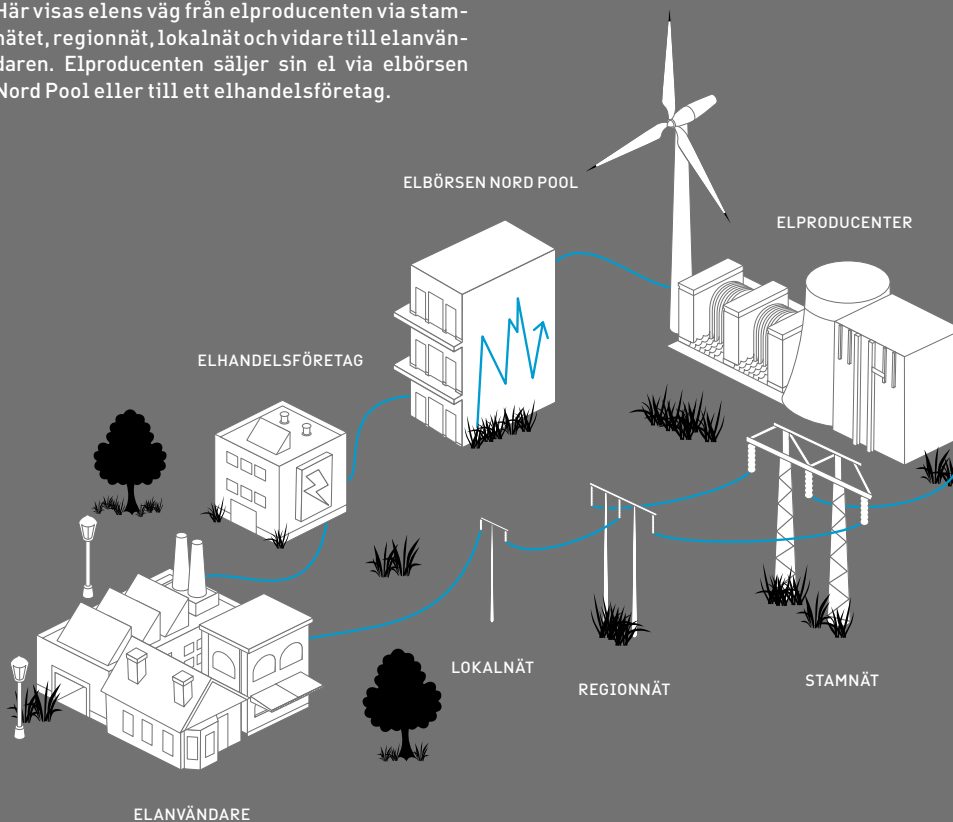 Här visas elens väg från elproducenten via stam-
nätet, regionnät, lokalnät och vidare till elanvän-
daren. Elproducenten säljer sin el via elbörsen
Nord Pool eller till ett elhandelsföretag.
ELBÖRSEN NORD POOL
ELPRODUCENTER
ELHANDELSFÖRETAG
LOKALNÄT
REGIONNÄT
STAMNÄT
ELANVÄNDARE